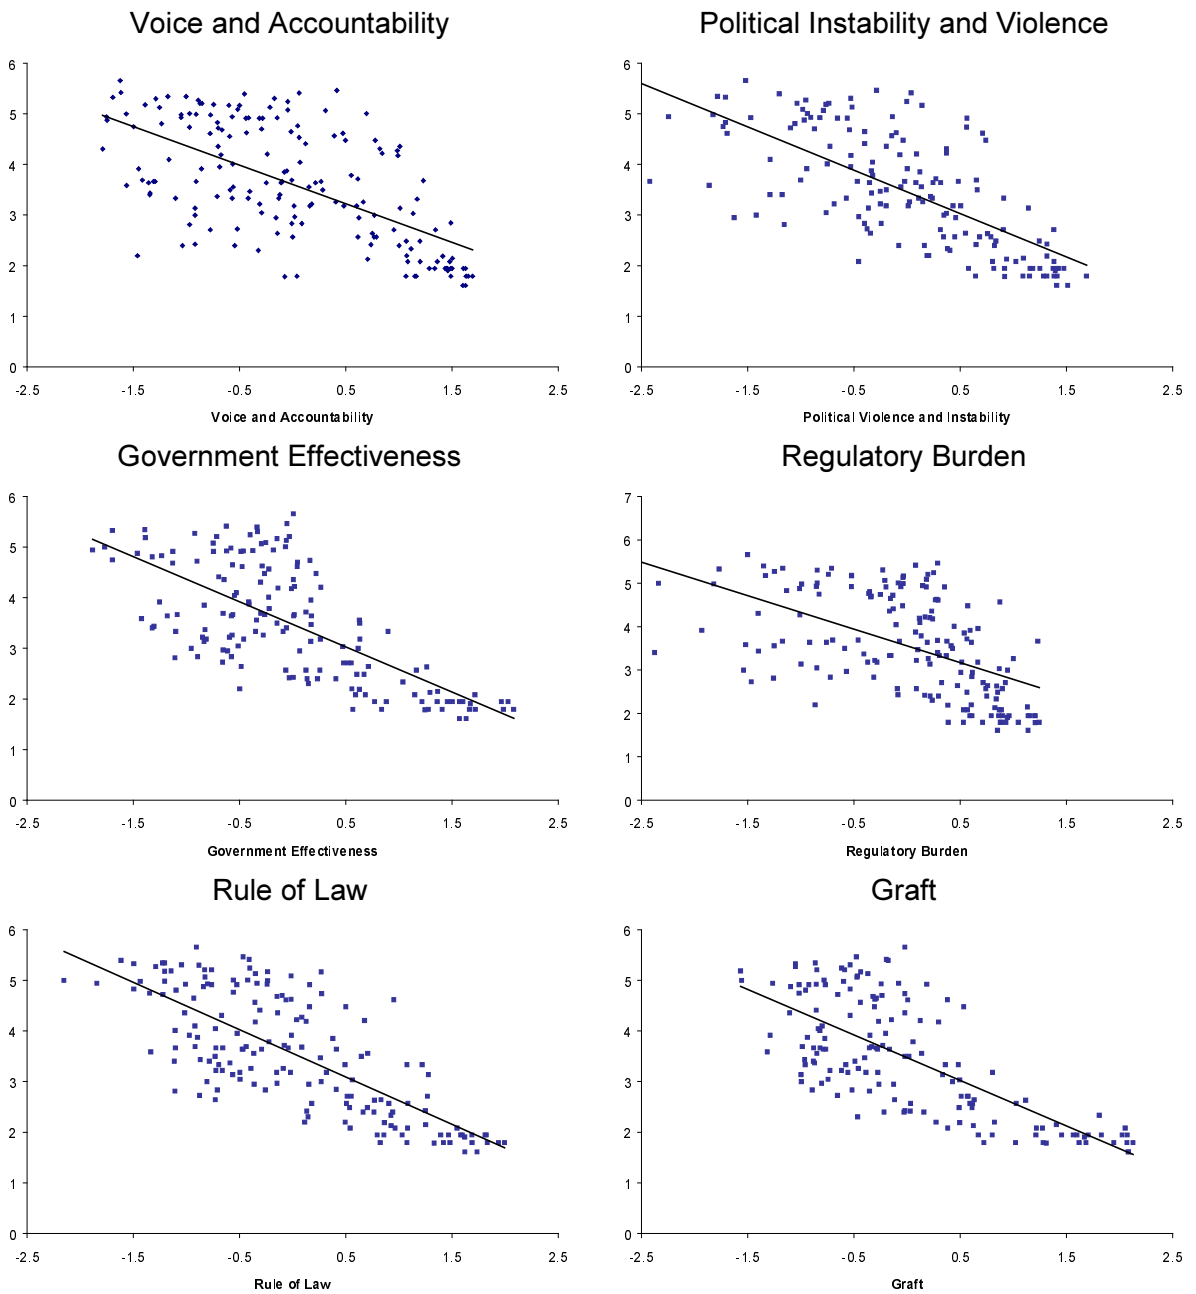 Voice and Accountability
Political Instability and Violence
6
5
4
3
2
1
0
-2.5 -1.5 -0.5 0.5 1.5 2.5
Voice and Accountability
6
5
4
3
2
1
0
-2.5 -1.5 -0.5 0.5 1.5 2.5
Political Violence and Instability
Government Effectiveness
Regulatory Burden
6
5
4
3
2
1
0
-2.5 -1.5 -0.5 0.5 1.5 2.5
Government Effectiveness
7
6
5
4
3
2
1
0
-2.5 -1.5 -0.5 0.5 1.5 2.5
Regulatory Burden
Rule of Law
Graft
6
5
4
3
2
1
0
-2.5 -1.5 -0.5 0.5 1.5 2.5
Rule of Law
6
5
4
3
2
1
0
-2.5 -1.5 -0.5 0.5 1.5 2.5
Graft